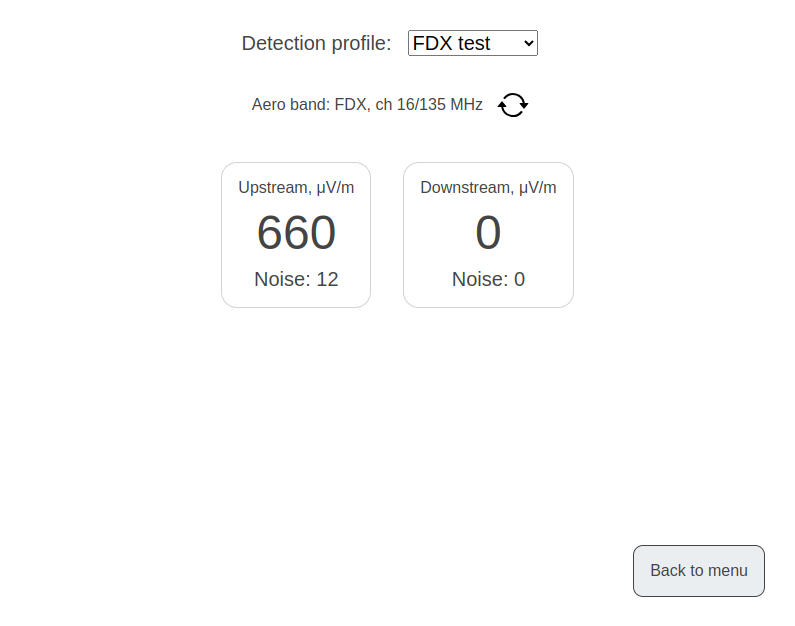 Detection profile: FDX test
Aero band: FDX, ch 16/135 MHz
Upstream, μV/m
660
Noise: 12
Downstream, μV/m
0
Noise: 0
Back to menu